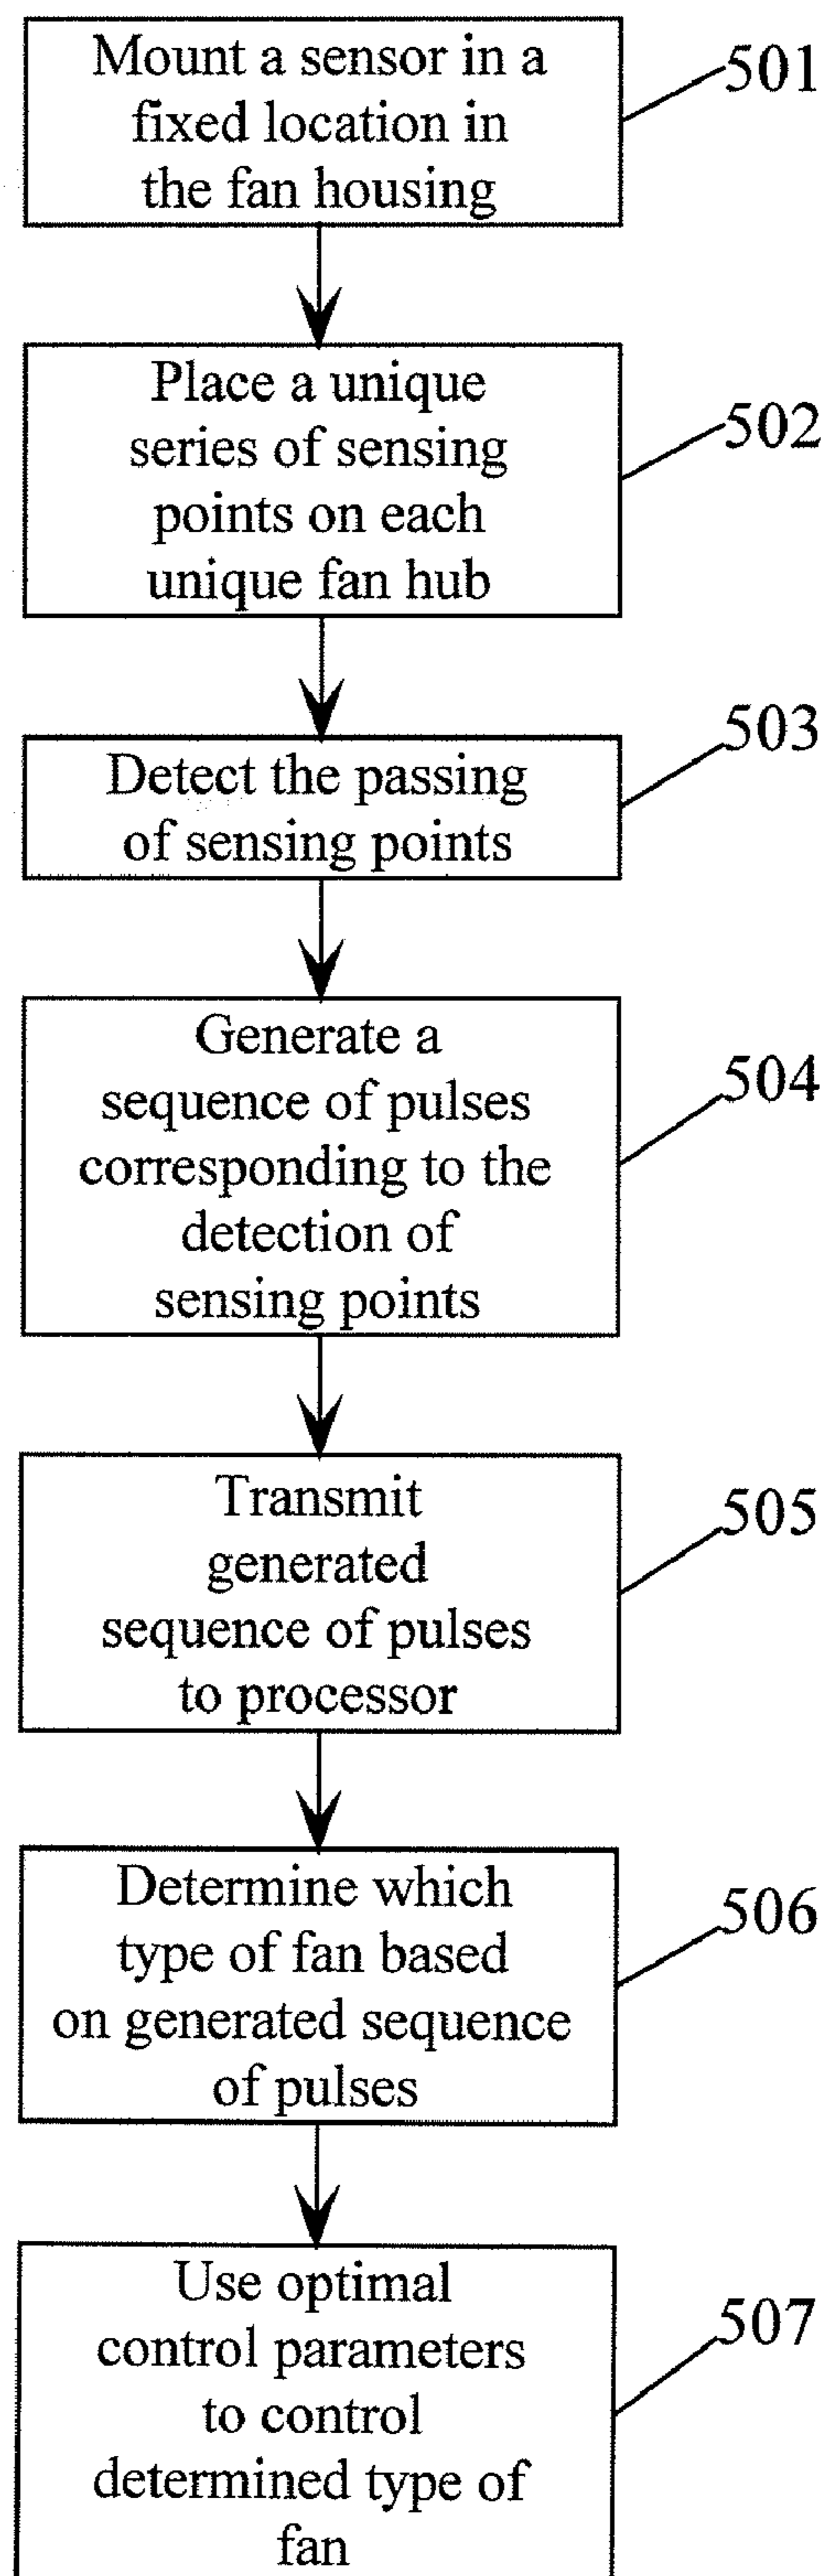 Mount a sensor in a
fixed location in
the fan housing
501
Place a unique
series of sensing
points on each
unique fan hub
502
Detect the passing
of sensing points
503
Generate a
sequence of pulses
corresponding to the
detection of
sensing points
504
Transmit
generated
sequence of pulses
to processor
505
Determine which
type of fan based
on generated sequence
of pulses
506
Use optimal
control parameters
to control
determined type of
fan
507